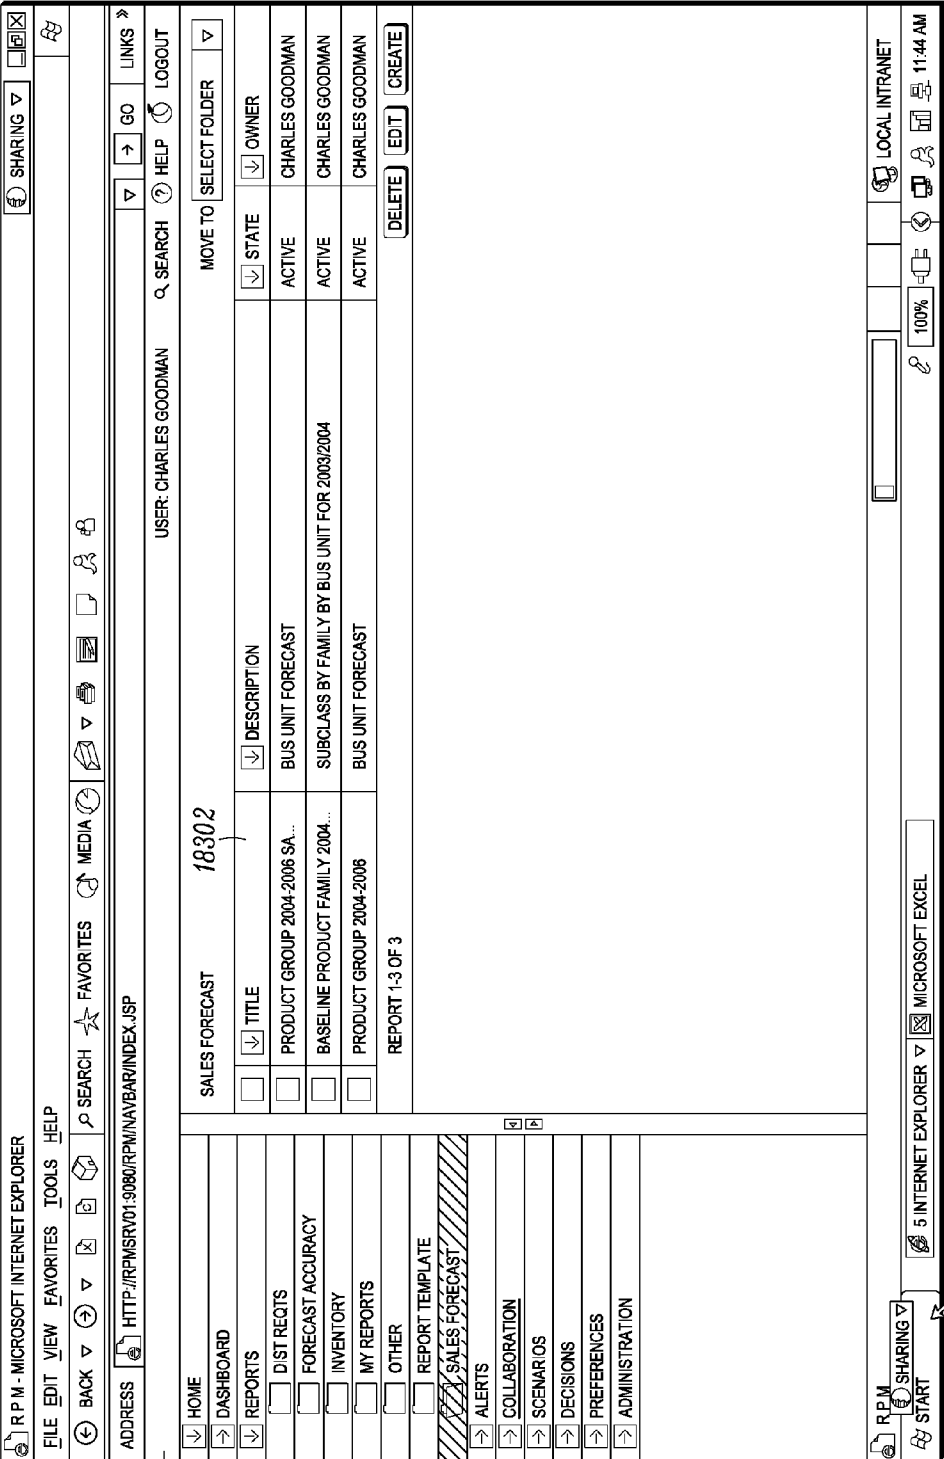 R P M - MICROSOFT INTERNET EXPLORER
SHARING
FILE EDIT VIEW FAVORITES TOOLS HELP
BACK SEARCH FAVORITES MEDIA
ADDRESS HTTP://RPMSRV01:9080/RPM/NAVBAR/INDEX.JSP GO LINKS »
USER: CHARLES GOODMAN SEARCH ? HELP LOGOUT
HOME
DASHBOARD
REPORTS
DIST REQTS
FORECAST ACCURACY
INVENTORY
MY REPORTS
OTHER
REPORT TEMPLATE
SALES FORECAST
ALERTS
COLLABORATION
SCENARIOS
DECISIONS
PREFERENCES
ADMINISTRATION
SALES FORECAST 18302 MOVE TO SELECT FOLDER
TITLE DESCRIPTION STATE OWNER
PRODUCT GROUP 2004-2006 SA... BUS UNIT FORECAST ACTIVE CHARLES GOODMAN
BASELINE PRODUCT FAMILY 2004... SUBCLASS BY FAMILY BY BUS UNIT FOR 2003/2004 ACTIVE CHARLES GOODMAN
PRODUCT GROUP 2004-2006 BUS UNIT FORECAST ACTIVE CHARLES GOODMAN
REPORT 1-3 OF 3 DELETE EDIT CREATE
R P M LOCAL INTRANET
SHARING
START 5 INTERNET EXPLORER MICROSOFT EXCEL 100% 11:44 AM